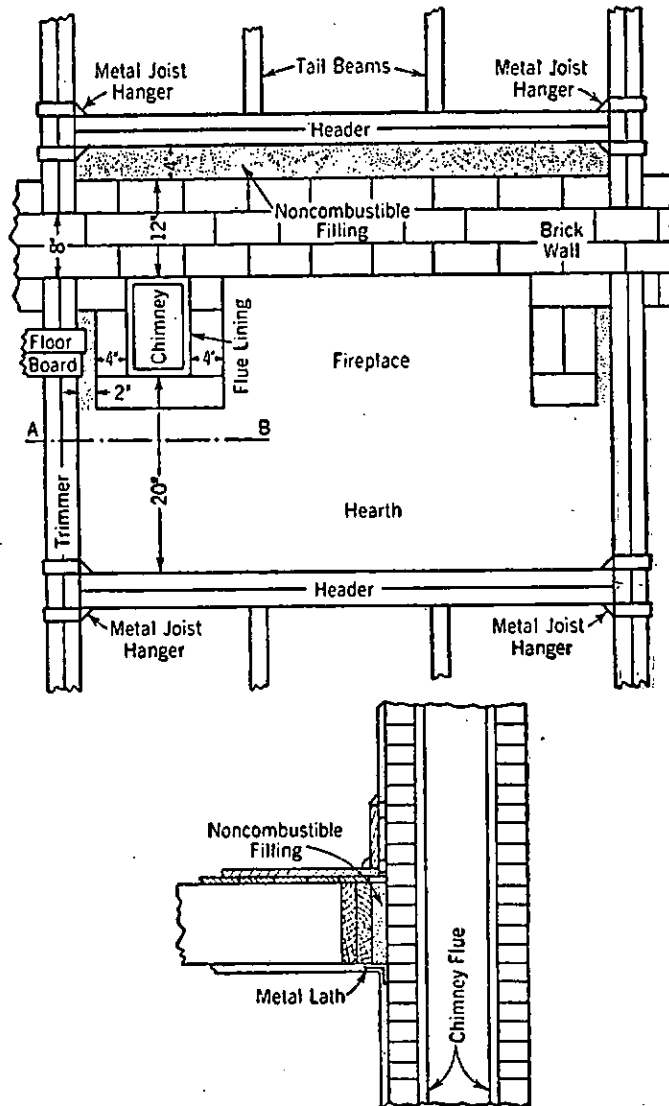 Metal Joist
Hanger
Tail Beams
Metal Joist
Hanger
Header
4"
Noncombustible
Filling
12"
8"
Brick
Wall
Floor
Board
4"
Chimney
Flue Lining
4"
Fireplace
2"
A
B
20"
Trimmer
Hearth
Header
Metal Joist
Hanger
Metal Joist
Hanger
Noncombustible
Filling
Metal Lath
Chimney Flue